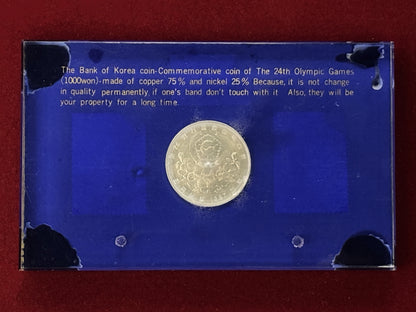 The Bank of Korea coin-Commemorative coin of The 24th Olympic Games
(1000won)-made of copper 75% and nickel 25% Because, it is not change
in quality permanently, if one's band don't touch with it Also, they will be
your property for a long time.